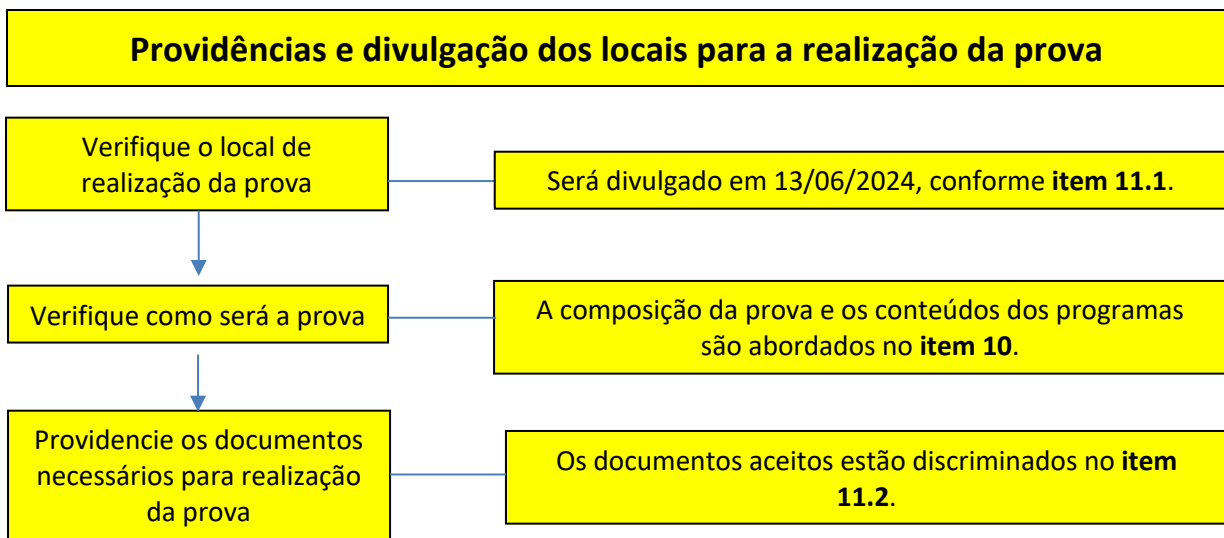 Providências e divulgação dos locais para a realização da prova
Verifique o local de
realização da prova
Será divulgado em 13/06/2024, conforme item 11.1.
Verifique como será a prova
A composição da prova e os conteúdos dos programas
são abordados no item 10.
Providencie os documentos
necessários para realização
da prova
Os documentos aceitos estão discriminados no item
11.2.